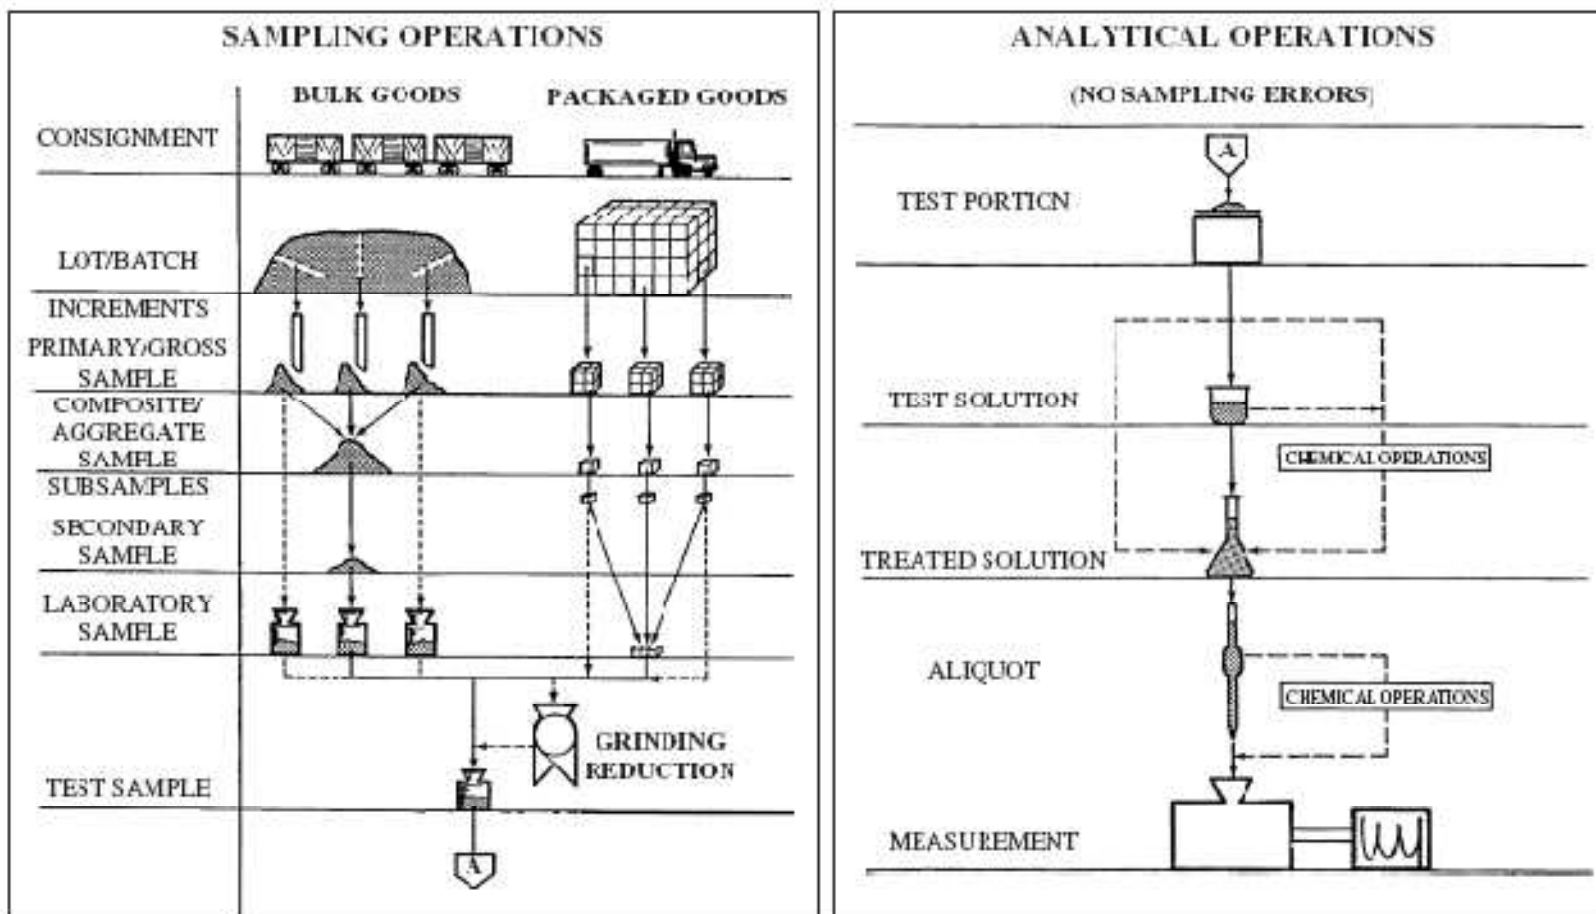 SAMPLING OPERATIONS
BULK GOODS
PACKAGED GOODS
CONSIGNMENT
LOT/BATCH
INCREMENTS
PRIMARY/GROSS
SAMPLE
COMPOSITE/
AGGREGATE
SAMPLE
SUBSAMPLES
SECONDARY
SAMPLE
LABORATORY
SAMPLE
GRINDING
REDUCTION
TEST SAMPLE
A
ANALYTICAL OPERATIONS
(NO SAMPLING ERRORS)
A
TEST PORTION
TEST SOLUTION
CHEMICAL OPERATIONS
TREATED SOLUTION
ALIQUOT
CHEMICAL OPERATIONS
MEASUREMENT